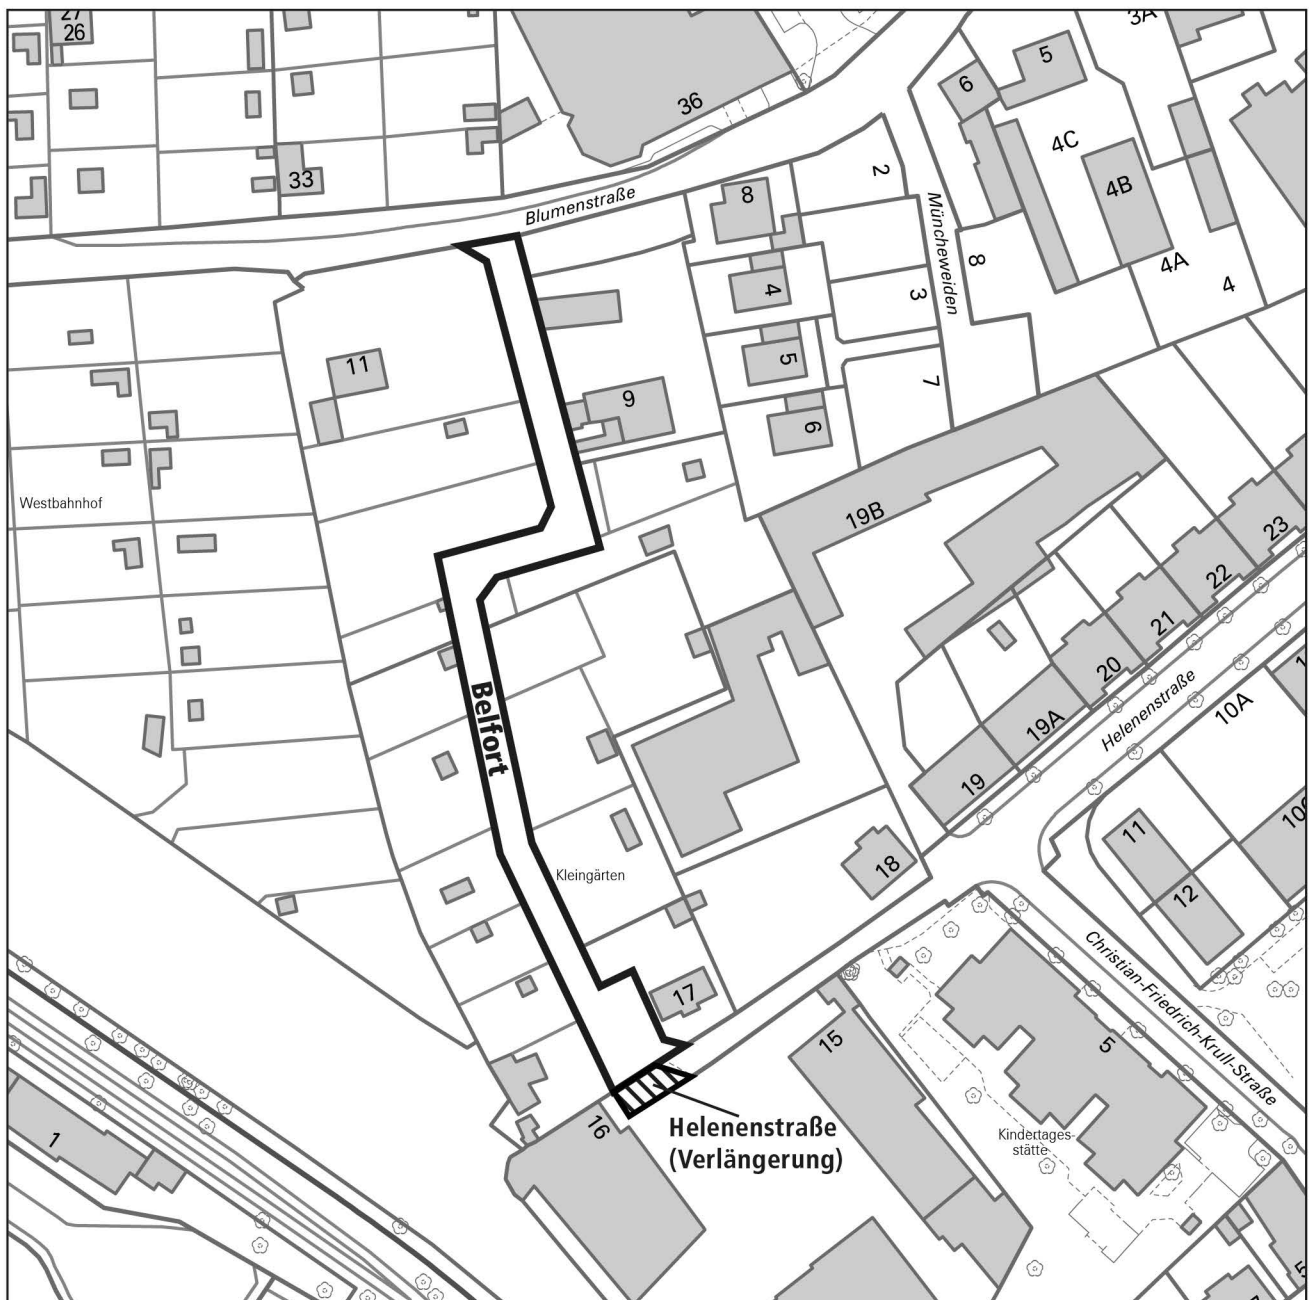 27
26
3A
5
6
36
4C
2
33
4B
8
Blumenstraße
Müncheweiden
8
4A
4
4
3
11
5
7
9
6
Westbahnhof
19B
23
22
21
20
Helenenstraße
10A
19A
Belfort
19
11
18
12
Kleingärten
17
Christian-Friedrich-Krull-Straße
15
5
16
Helenenstraße
(Verlängerung)
Kindertages-
stätte
1